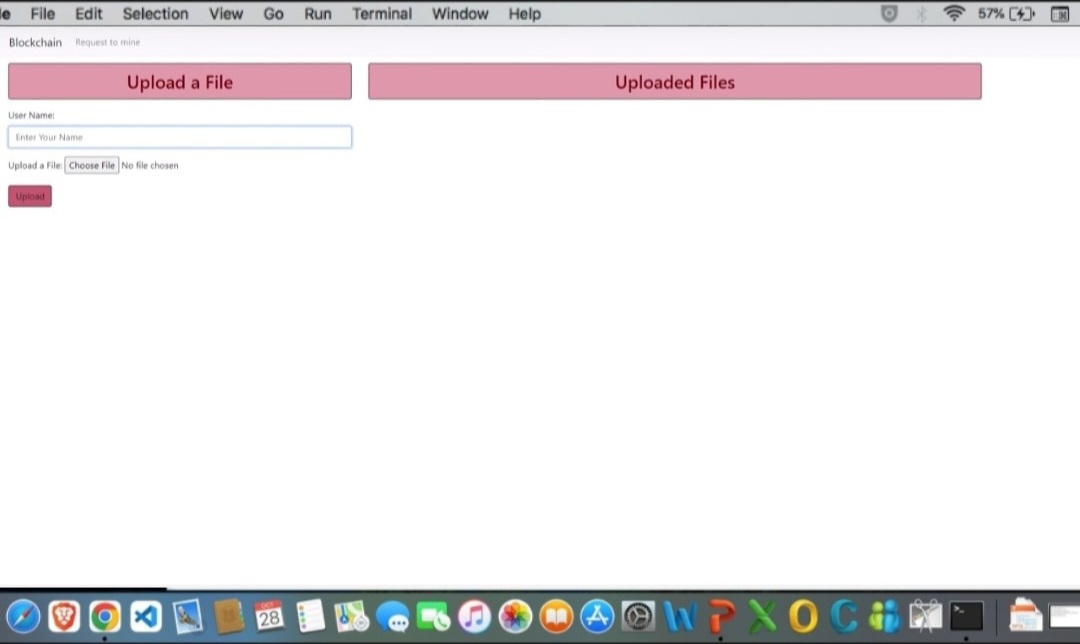 File Edit Selection View Go Run Terminal Window Help 57%
Blockchain Request to mine
Upload a File
Uploaded Files
User Name:
Enter Your Name
Upload a File: Choose File No file chosen
Upload
OCT
28